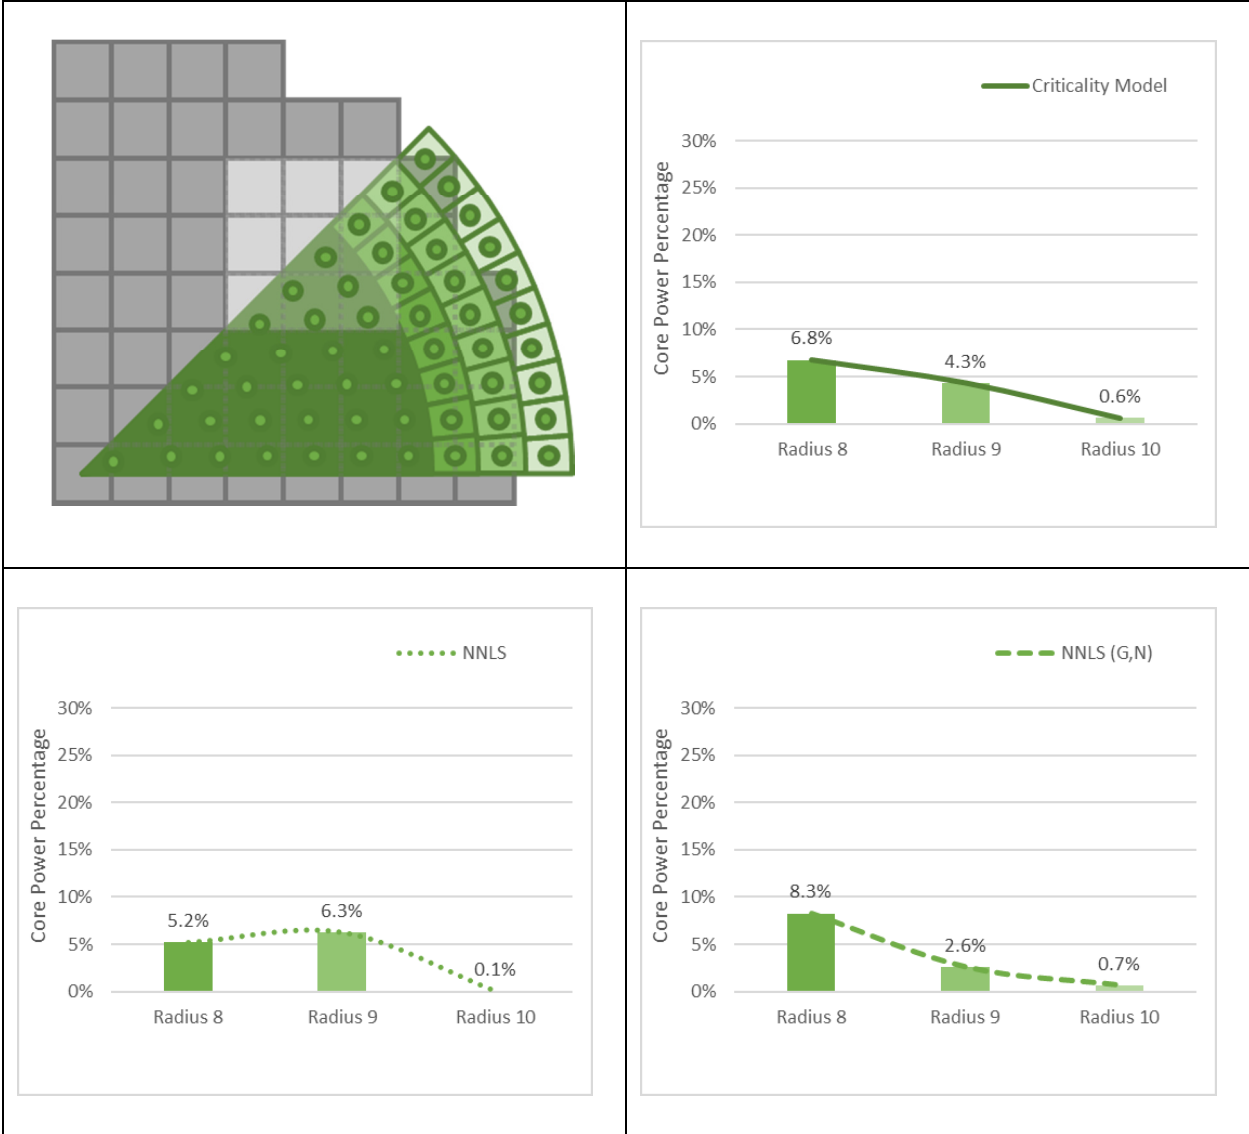 Criticality Model
Core Power Percentage
30%
25%
20%
15%
10%
5%
0%
6.8%
4.3%
0.6%
Radius 8
Radius 9
Radius 10
NNLS
Core Power Percentage
30%
25%
20%
15%
10%
5%
0%
5.2%
6.3%
0.1%
Radius 8
Radius 9
Radius 10
NNLS (G,N)
Core Power Percentage
30%
25%
20%
15%
10%
5%
0%
8.3%
2.6%
0.7%
Radius 8
Radius 9
Radius 10